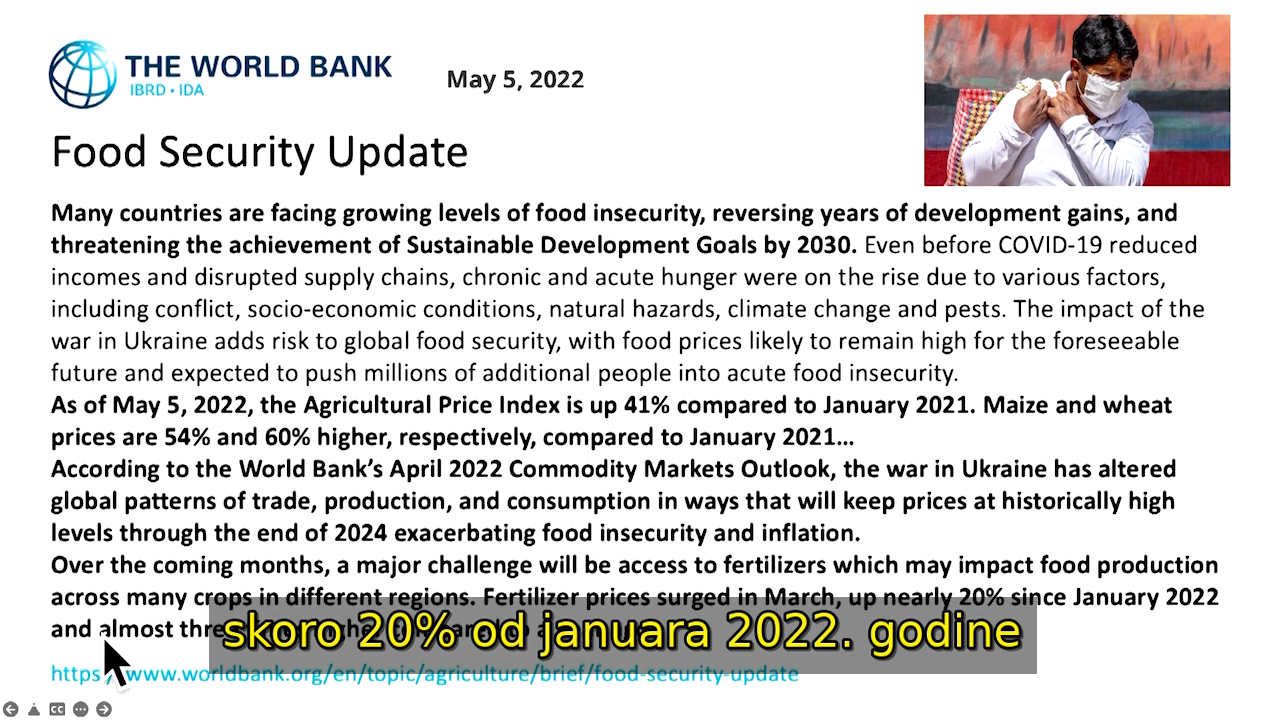 THE WORLD BANK
IBRD • IDA
May 5, 2022
Food Security Update
Many countries are facing growing levels of food insecurity, reversing years of development gains, and
threatening the achievement of Sustainable Development Goals by 2030. Even before COVID-19 reduced
incomes and disrupted supply chains, chronic and acute hunger were on the rise due to various factors,
including conflict, socio-economic conditions, natural hazards, climate change and pests. The impact of the
war in Ukraine adds risk to global food security, with food prices likely to remain high for the foreseeable
future and expected to push millions of additional people into acute food insecurity.
As of May 5, 2022, the Agricultural Price Index is up 41% compared to January 2021. Maize and wheat
prices are 54% and 60% higher, respectively, compared to January 2021…
According to the World Bank’s April 2022 Commodity Markets Outlook, the war in Ukraine has altered
global patterns of trade, production, and consumption in ways that will keep prices at historically high
levels through the end of 2024 exacerbating food insecurity and inflation.
Over the coming months, a major challenge will be access to fertilizers which may impact food production
across many crops in different regions. Fertilizer prices surged in March, up nearly 20% since January 2022
and almost
skoro 20% od januara 2022. godine
https://www.worldbank.org/en/topic/agriculture/brief/food-security-update
CC